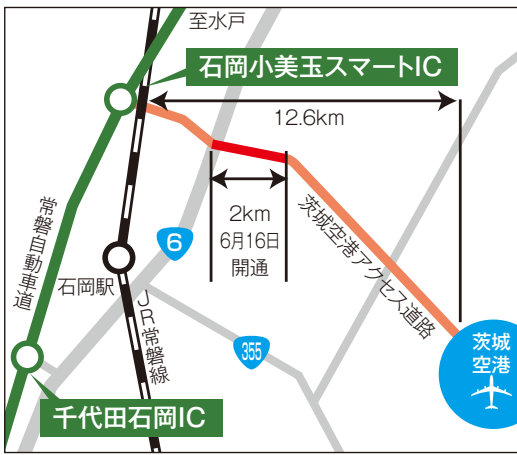 至水戸
石岡小美玉スマートIC
12.6km
2km
6月16日
開通
6
常磐自動車道
石岡駅
JR常磐線
茨城空港アクセス道路
355
茨城
空港
千代田石岡IC